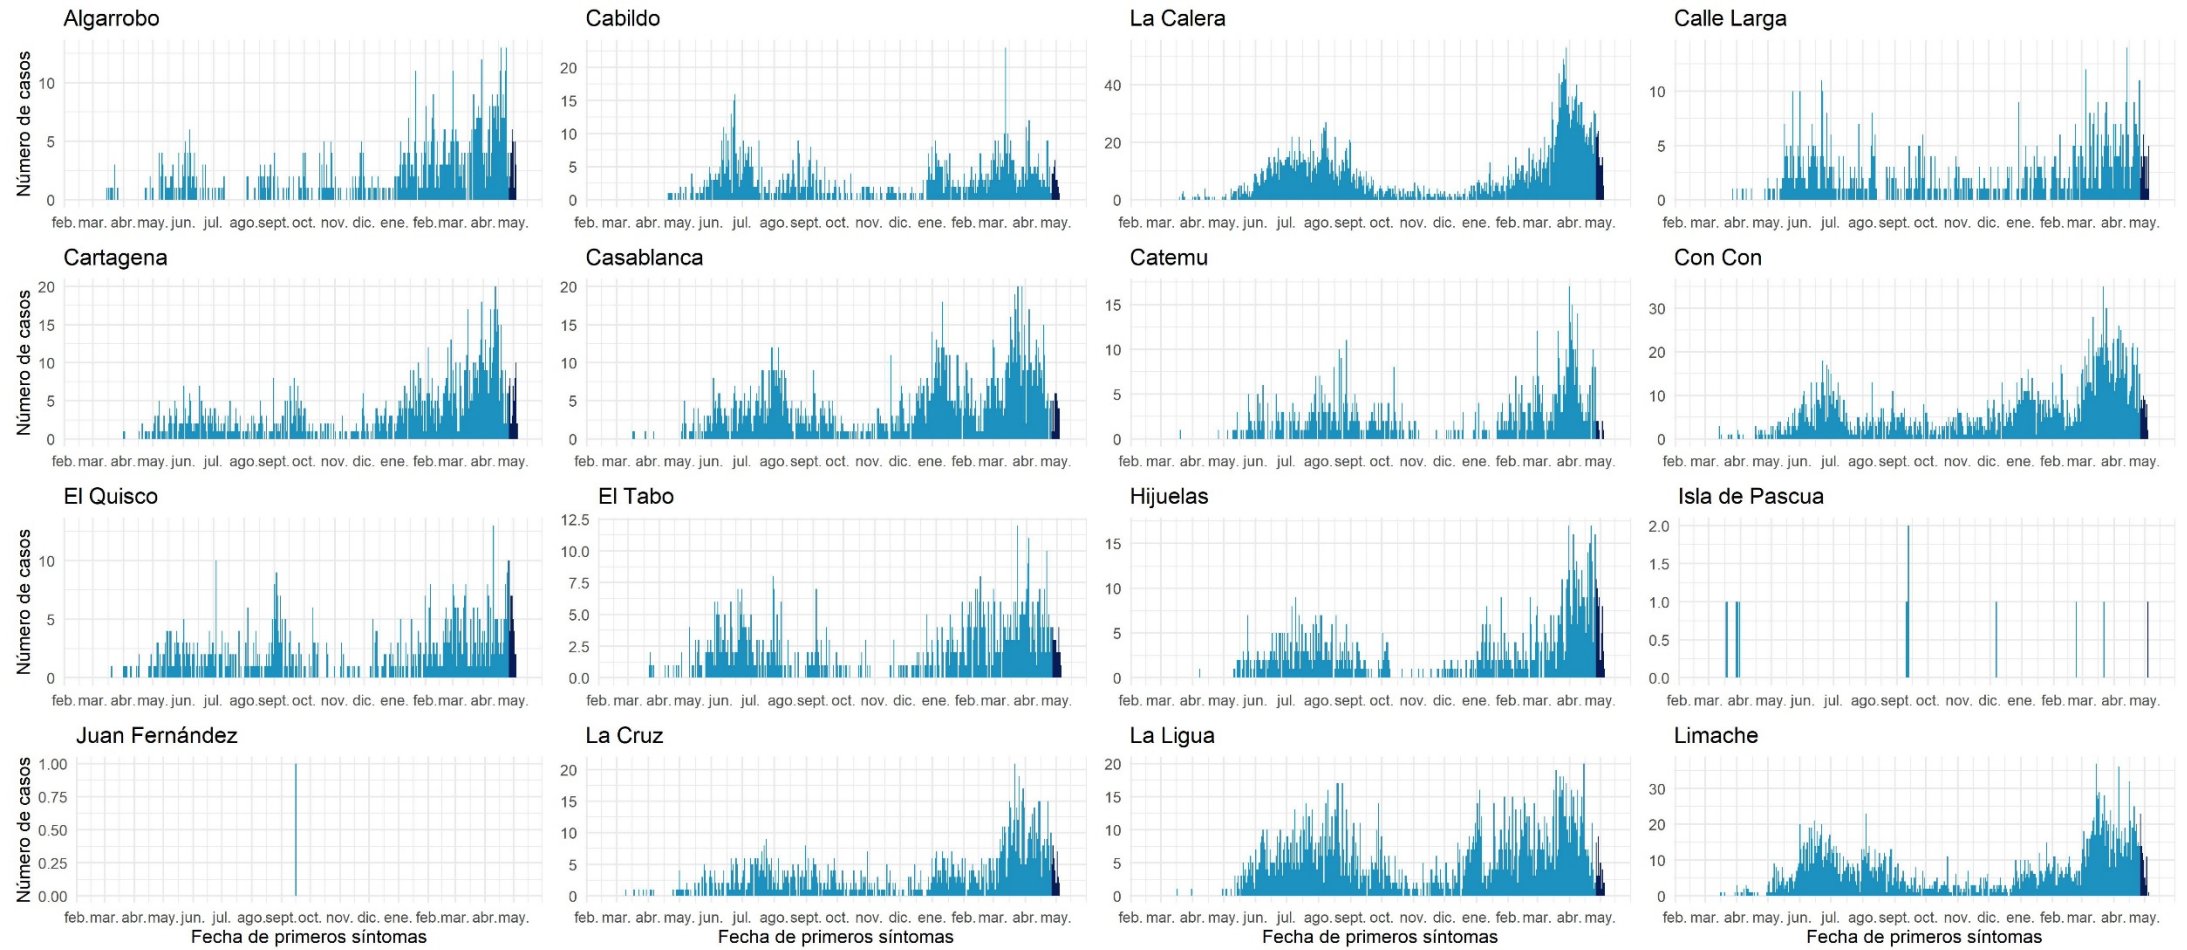 Algarrobo Cabildo La Calera Calle Larga
Número de casos
10
5
0
20
15
10
5
0
40
20
0
10
5
0
feb. mar. abr. may. jun. jul. ago. sept. oct. nov. dic. ene. feb. mar. abr. may.
feb. mar. abr. may. jun. jul. ago. sept. oct. nov. dic. ene. feb. mar. abr. may.
feb. mar. abr. may. jun. jul. ago. sept. oct. nov. dic. ene. feb. mar. abr. may.
feb. mar. abr. may. jun. jul. ago. sept. oct. nov. dic. ene. feb. mar. abr. may.
Cartagena Casablanca Catemu Con Con
Número de casos
20
15
10
5
0
20
15
10
5
0
15
10
5
0
30
20
10
0
feb. mar. abr. may. jun. jul. ago. sept. oct. nov. dic. ene. feb. mar. abr. may.
feb. mar. abr. may. jun. jul. ago. sept. oct. nov. dic. ene. feb. mar. abr. may.
feb. mar. abr. may. jun. jul. ago. sept. oct. nov. dic. ene. feb. mar. abr. may.
feb. mar. abr. may. jun. jul. ago. sept. oct. nov. dic. ene. feb. mar. abr. may.
El Quisco El Tabo Hijuelas Isla de Pascua
Número de casos
10
5
0
12.5
10.0
7.5
5.0
2.5
0.0
15
10
5
0
2.0
1.5
1.0
0.5
0.0
feb. mar. abr. may. jun. jul. ago. sept. oct. nov. dic. ene. feb. mar. abr. may.
feb. mar. abr. may. jun. jul. ago. sept. oct. nov. dic. ene. feb. mar. abr. may.
feb. mar. abr. may. jun. jul. ago. sept. oct. nov. dic. ene. feb. mar. abr. may.
feb. mar. abr. may. jun. jul. ago. sept. oct. nov. dic. ene. feb. mar. abr. may.
Juan Fernández La Cruz La Ligua Limache
Número de casos
1.00
0.75
0.50
0.25
0.00
20
15
10
5
0
20
15
10
5
0
30
20
10
0
feb. mar. abr. may. jun. jul. ago. sept. oct. nov. dic. ene. feb. mar. abr. may.
feb. mar. abr. may. jun. jul. ago. sept. oct. nov. dic. ene. feb. mar. abr. may.
feb. mar. abr. may. jun. jul. ago. sept. oct. nov. dic. ene. feb. mar. abr. may.
feb. mar. abr. may. jun. jul. ago. sept. oct. nov. dic. ene. feb. mar. abr. may.
Fecha de primeros síntomas Fecha de primeros síntomas Fecha de primeros síntomas Fecha de primeros síntomas